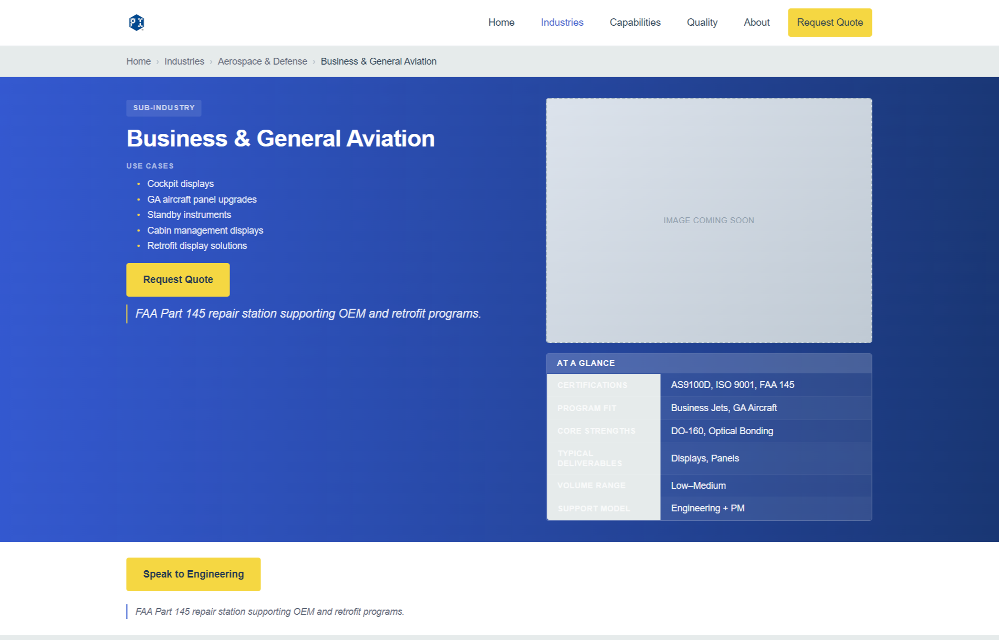 PI
Home
Industries
Capabilities
Quality
About
Request Quote
Home › Industries › Aerospace & Defense › Business & General Aviation
SUB-INDUSTRY
Business & General Aviation
USE CASES
• Cockpit displays
• GA aircraft panel upgrades
• Standby instruments
• Cabin management displays
• Retrofit display solutions
Request Quote
FAA Part 145 repair station supporting OEM and retrofit programs.
IMAGE COMING SOON
AT A GLANCE
CERTIFICATIONS AS9100D, ISO 9001, FAA 145
PROGRAM FIT Business Jets, GA Aircraft
CORE STRENGTHS DO-160, Optical Bonding
TYPICAL
DELIVERABLES Displays, Panels
VOLUME RANGE Low–Medium
SUPPORT MODEL Engineering + PM
Speak to Engineering
FAA Part 145 repair station supporting OEM and retrofit programs.